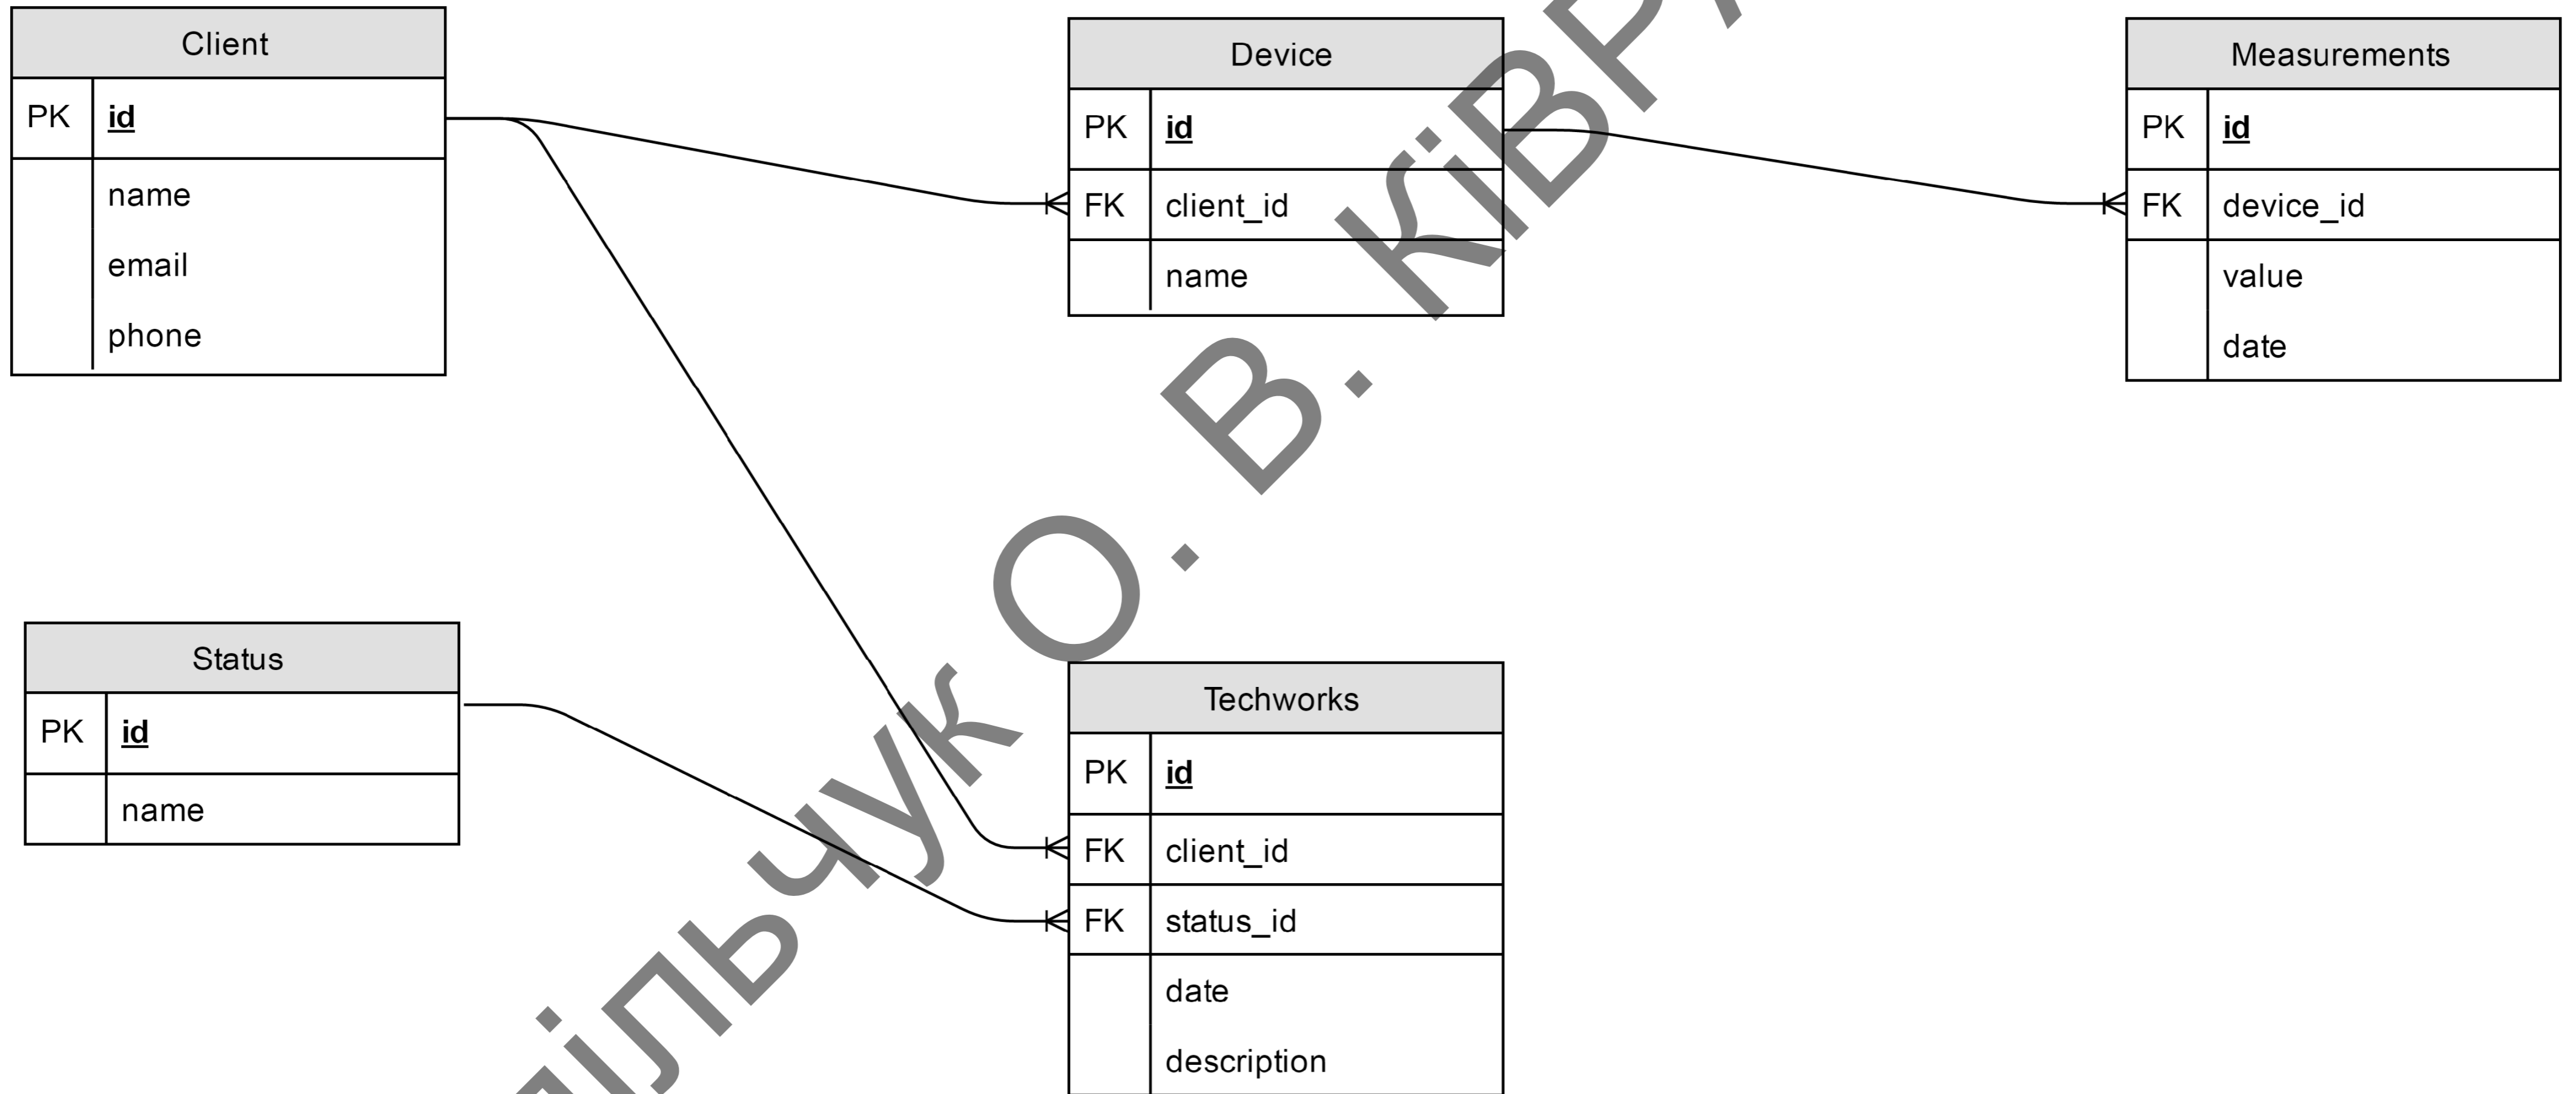 Client
PK id
name
email
phone
Device
PK id
FK client_id
name
Measurements
PK id
FK device_id
value
date
Status
PK id
name
Techworks
PK id
FK client_id
FK status_id
date
description
О. В.